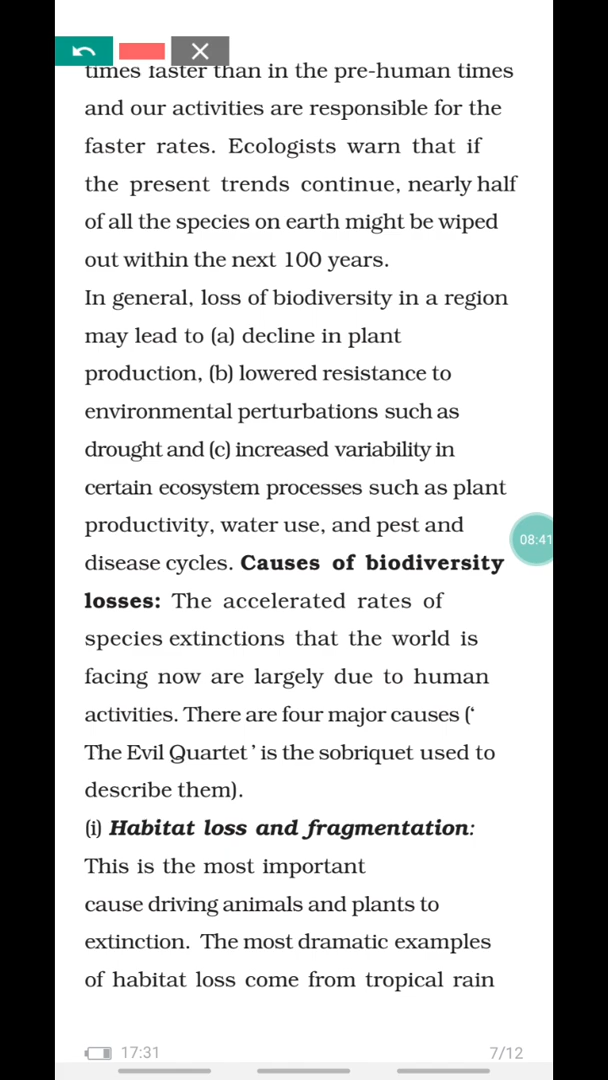 times faster than in the pre-human times
and our activities are responsible for the
faster rates. Ecologists warn that if
the present trends continue, nearly half
of all the species on earth might be wiped
out within the next 100 years.
In general, loss of biodiversity in a region
may lead to (a) decline in plant
production, (b) lowered resistance to
environmental perturbations such as
drought and (c) increased variability in
certain ecosystem processes such as plant
productivity, water use, and pest and
08:41
disease cycles. Causes of biodiversity
losses: The accelerated rates of
species extinctions that the world is
facing now are largely due to human
activities. There are four major causes (‘
The Evil Quartet ’ is the sobriquet used to
describe them).
(i) Habitat loss and fragmentation:
This is the most important
cause driving animals and plants to
extinction. The most dramatic examples
of habitat loss come from tropical rain
17:31 7/12